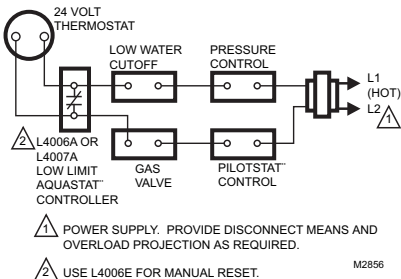 24 VOLT
THERMOSTAT
LOW WATER
CUTOFF
PRESSURE
CONTROL
L1
(HOT)
L2
1
2
L4006A OR
L4007A
LOW LIMIT
AQUASTAT¨
CONTROLLER
GAS
VALVE
PILOTSTAT¨
CONTROL
1 POWER SUPPLY. PROVIDE DISCONNECT MEANS AND
OVERLOAD PROJECTION AS REQUIRED.
2 USE L4006E FOR MANUAL RESET.
M2856